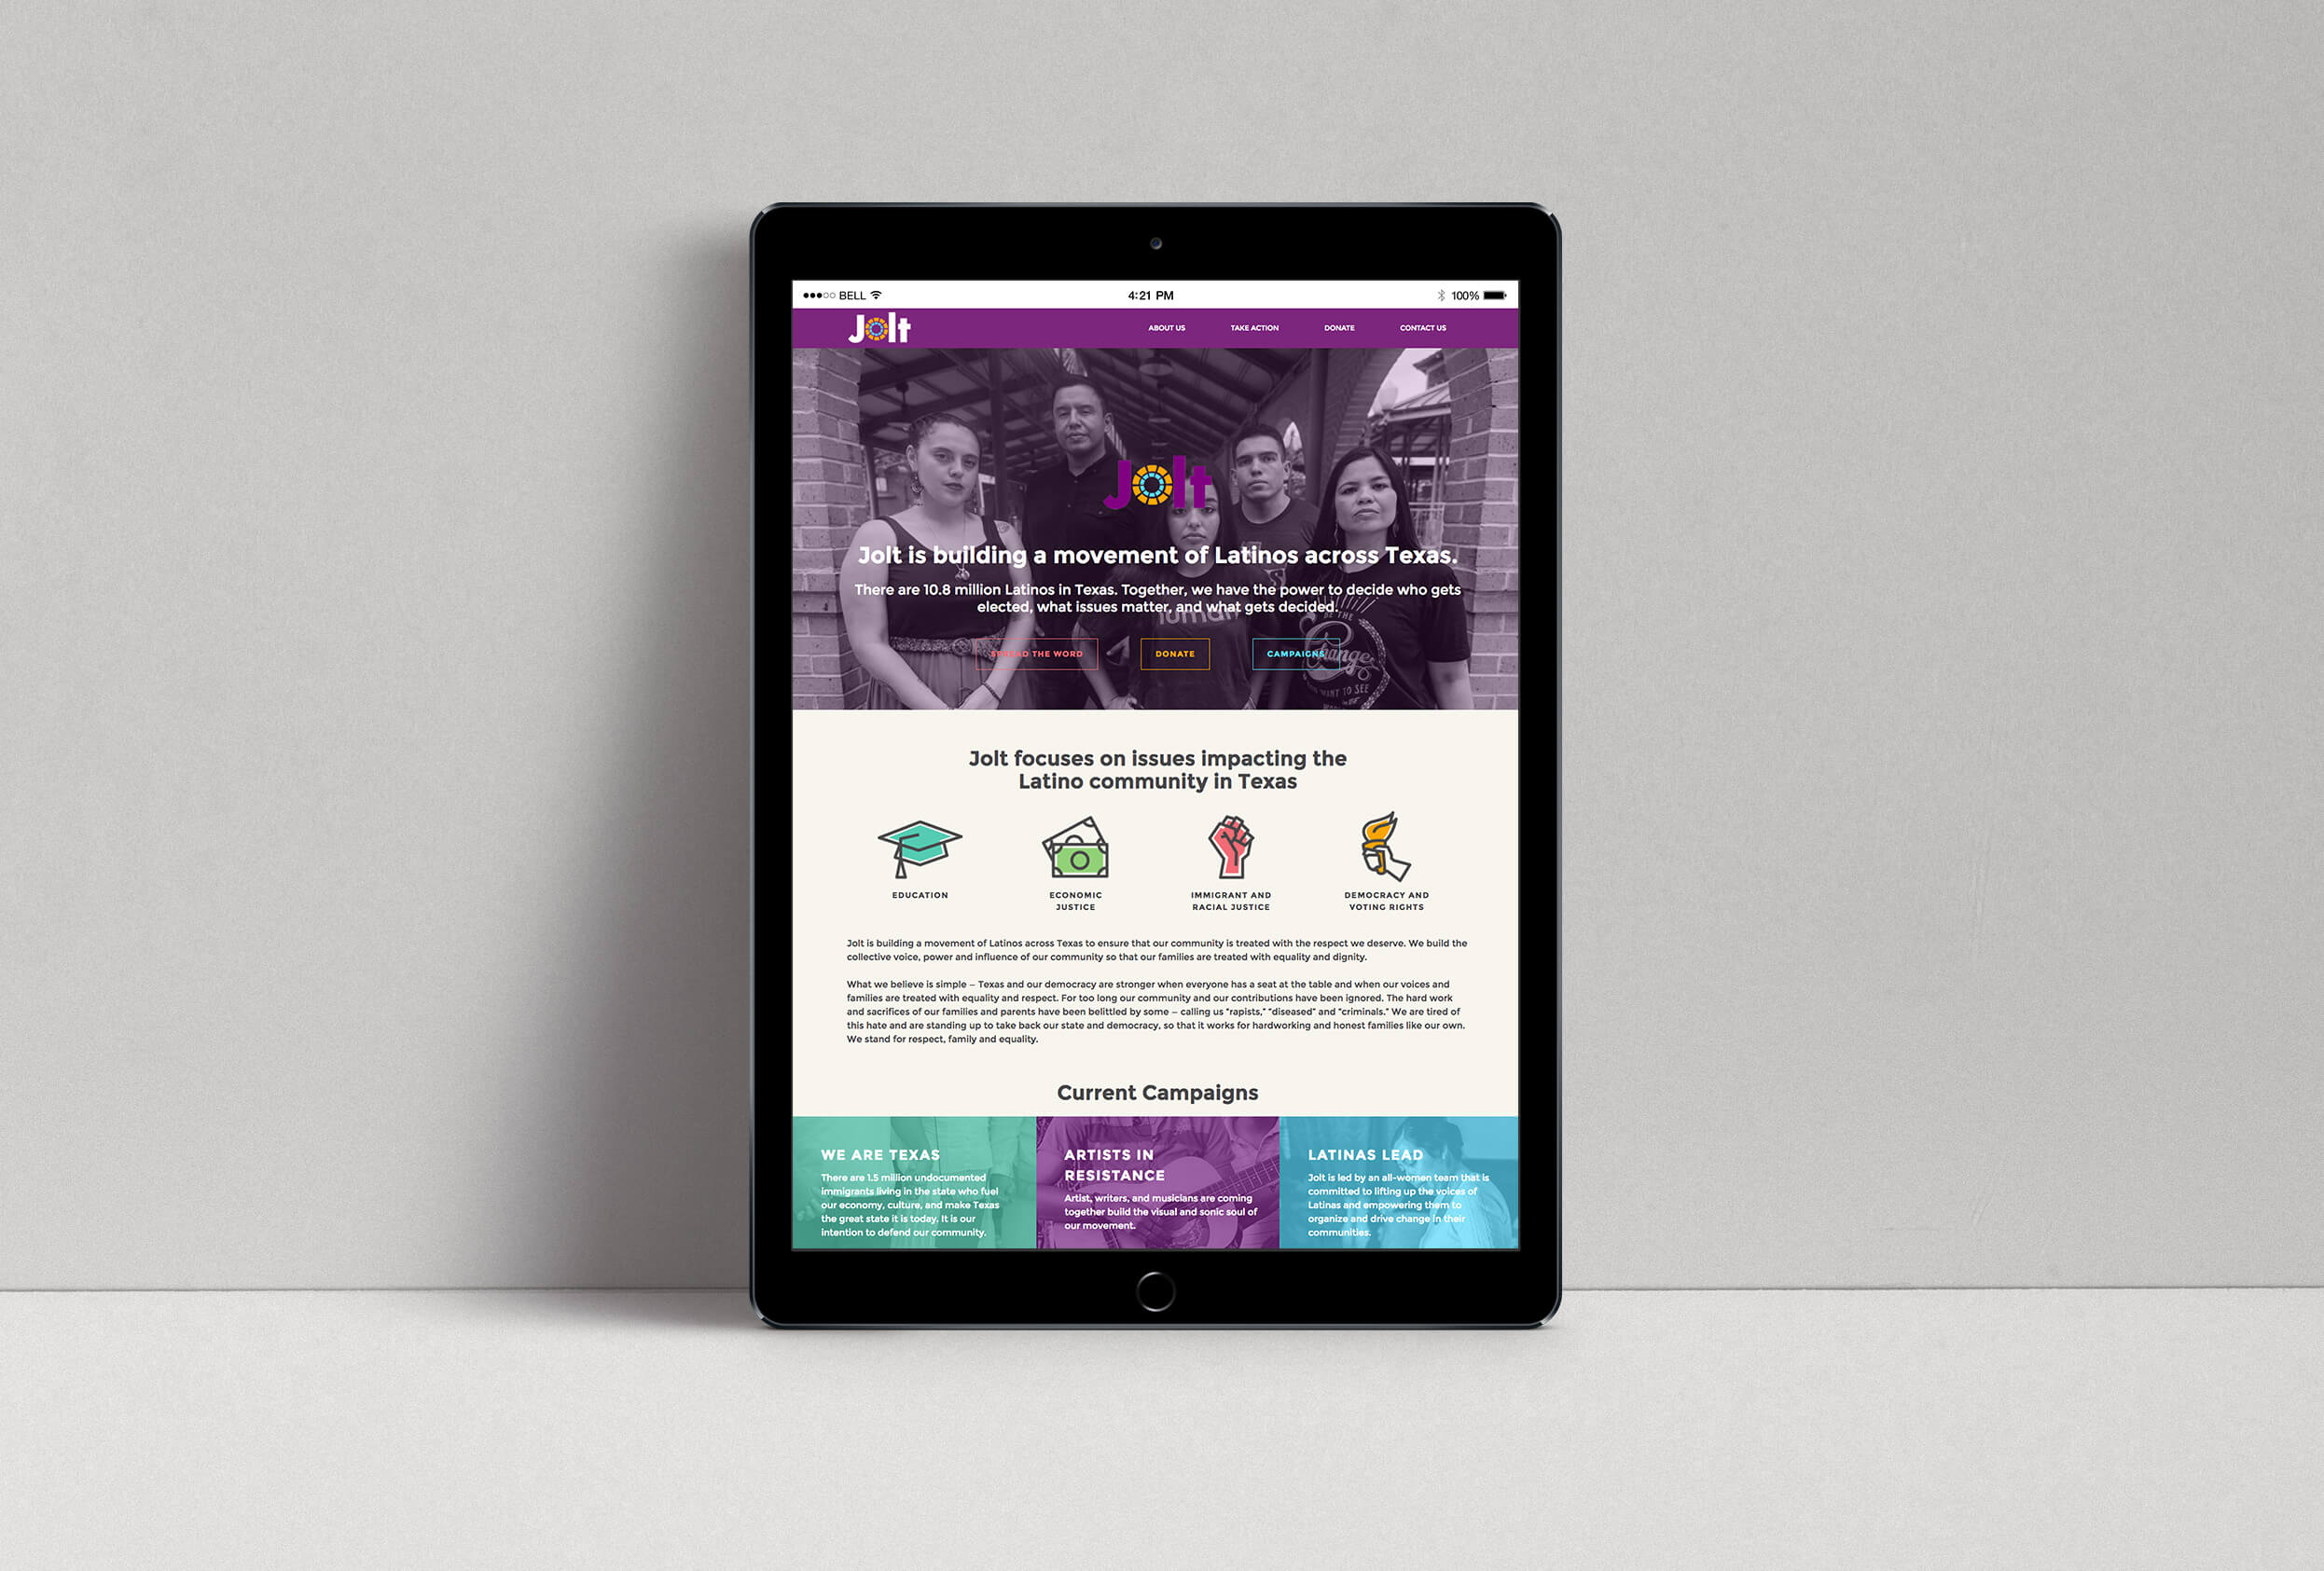 BELL
4:21 PM
100%
Jolt
ABOUT US
TAKE ACTION
DONATE
CONTACT US
Jolt
Jolt is building a movement of Latinos across Texas.
There are 10.8 million Latinos in Texas. Together, we have the power to decide who gets
elected, what issues matter, and what gets decided.
SPREAD THE WORD
DONATE
CAMPAIGNS
BE THE
Change
WANT TO SEE
Jolt focuses on issues impacting the
Latino community in Texas
EDUCATION
ECONOMIC
JUSTICE
IMMIGRANT AND
RACIAL JUSTICE
DEMOCRACY AND
VOTING RIGHTS
Jolt is building a movement of Latinos across Texas to ensure that our community is treated with the respect we deserve. We build the
collective voice, power and influence of our community so that our families are treated with equality and dignity.
What we believe is simple – Texas and our democracy are stronger when everyone has a seat at the table and when our voices and
families are treated with equality and respect. For too long our community and our contributions have been ignored. The hard work
and sacrifices of our families and parents have been belittled by some – calling us "rapists," "diseased" and "criminals." We are tired of
this hate and are standing up to take back our state and democracy, so that it works for hardworking and honest families like our own.
We stand for respect, family and equality.
Current Campaigns
WE ARE TEXAS
There are 1.5 million undocumented
immigrants living in the state who fuel
our economy, culture, and make Texas
the great state it is today. It is our
intention to defend our community.
ARTISTS IN
RESISTANCE
Artist, writers, and musicians are coming
together build the visual and sonic soul of
our movement.
LATINAS LEAD
Jolt is led by an all-women team that is
committed to lifting up the voices of
Latinas and empowering them to
organize and drive change in their
communities.